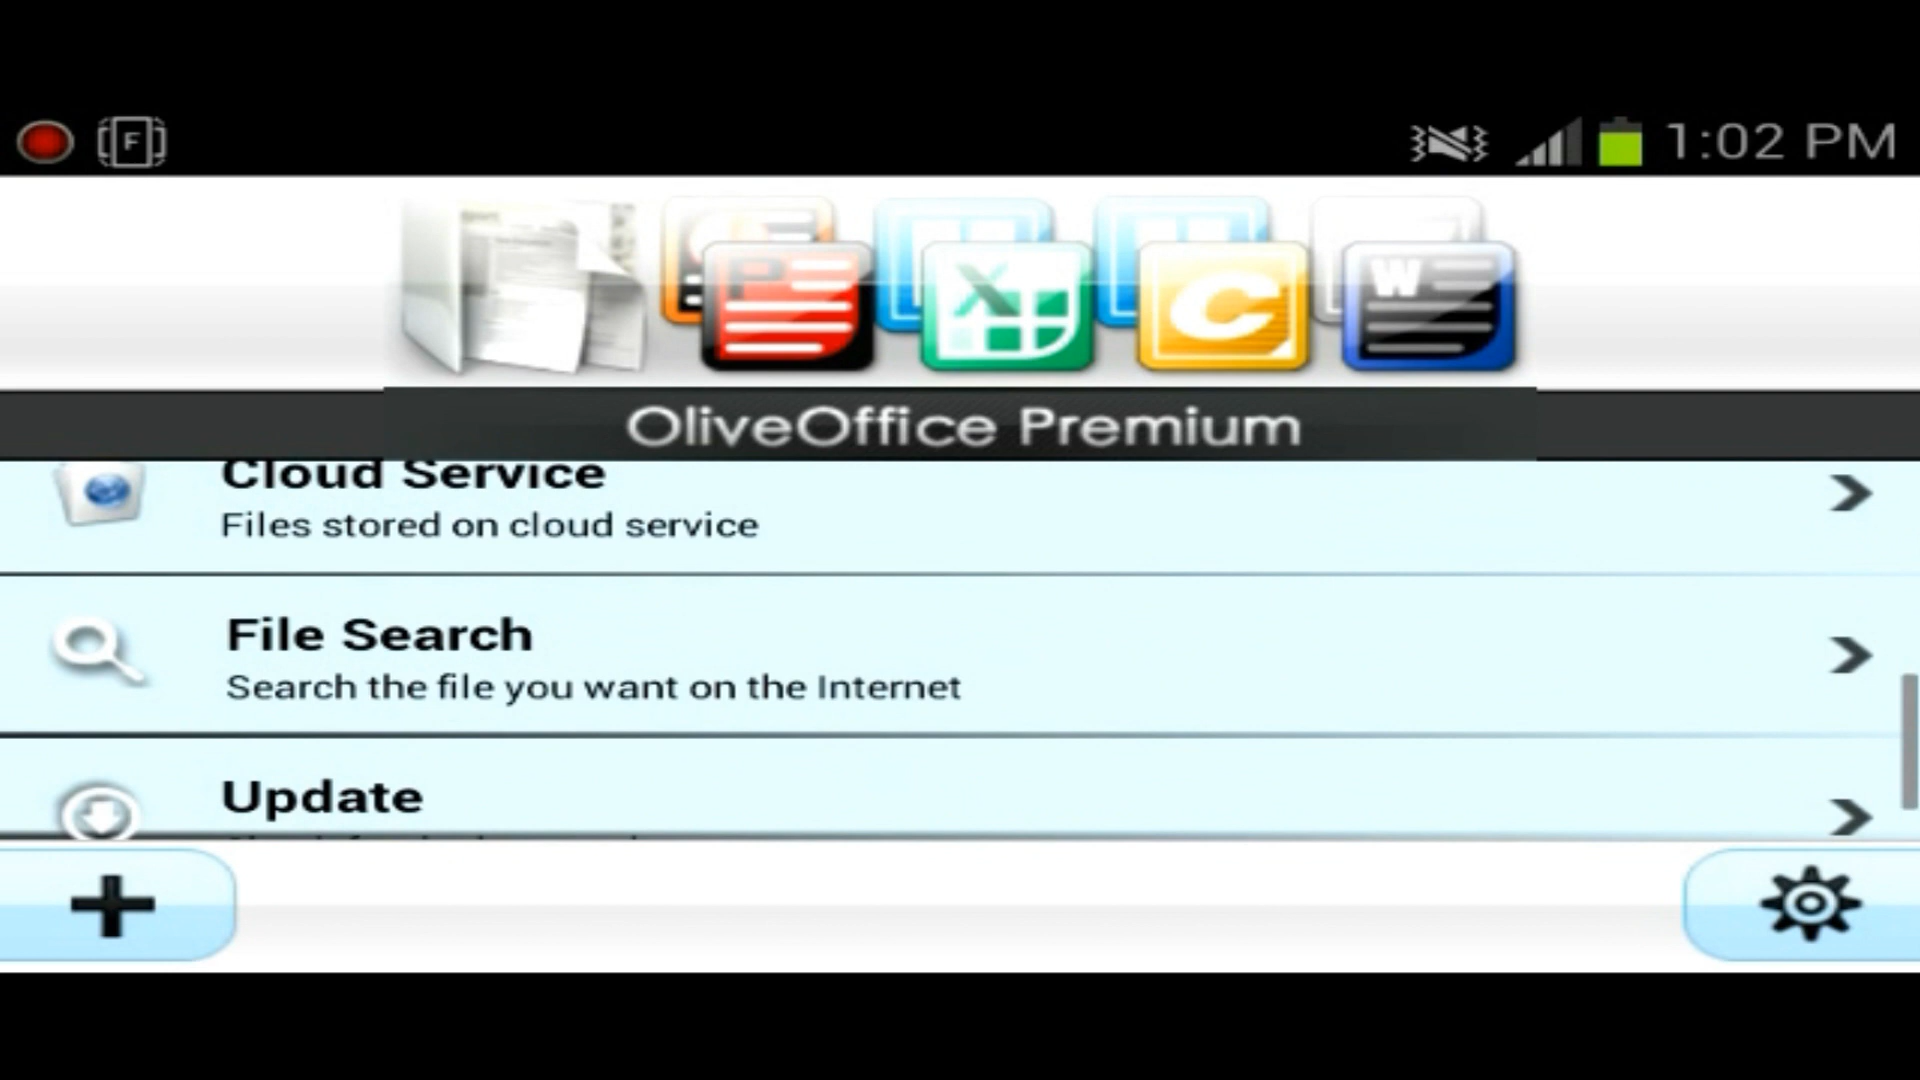 F 1:02 PM
P X C W
OliveOffice Premium
Cloud Service
Files stored on cloud service
File Search
Search the file you want on the Internet
Update